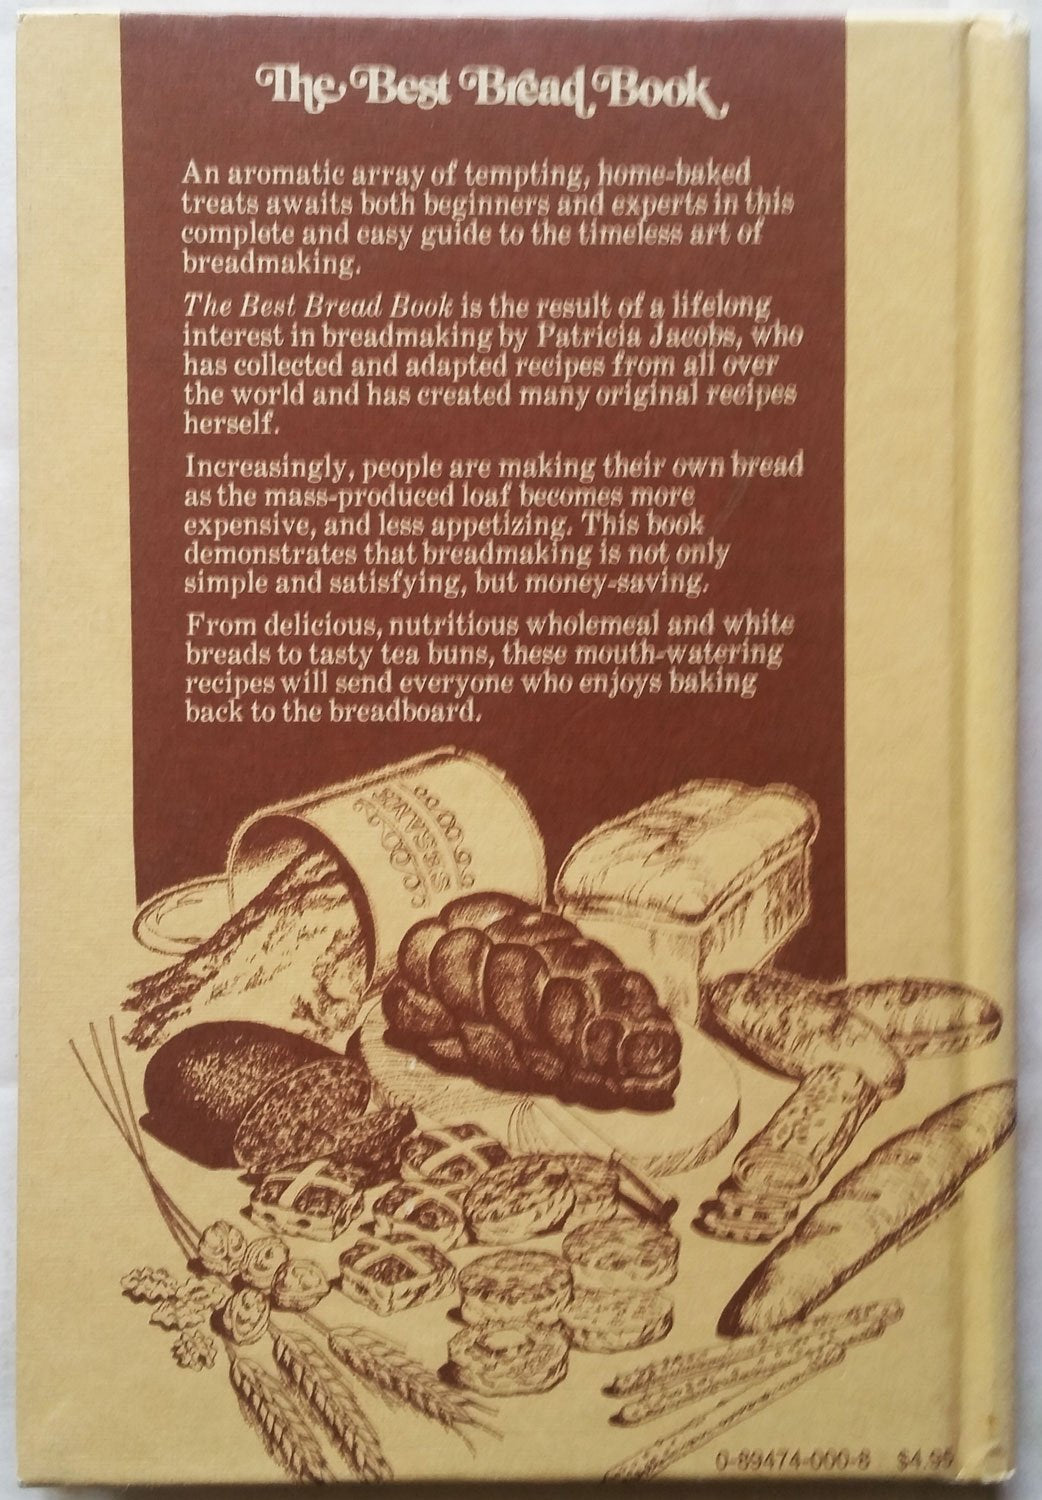 The Best Bread Book
An aromatic array of tempting, home-baked
treats awaits both beginners and experts in this
complete and easy guide to the timeless art of
breadmaking.
The Best Bread Book is the result of a lifelong
interest in breadmaking by Patricia Jacobs, who
has collected and adapted recipes from all over
the world and has created many original recipes
herself.
Increasingly, people are making their own bread
as the mass-produced loaf becomes more
expensive, and less appetizing. This book
demonstrates that breadmaking is not only
simple and satisfying, but money-saving.
From delicious, nutritious wholemeal and white
breads to tasty tea buns, these mouth-watering
recipes will send everyone who enjoys baking
back to the breadboard.
0-89474-000-8 $4.99